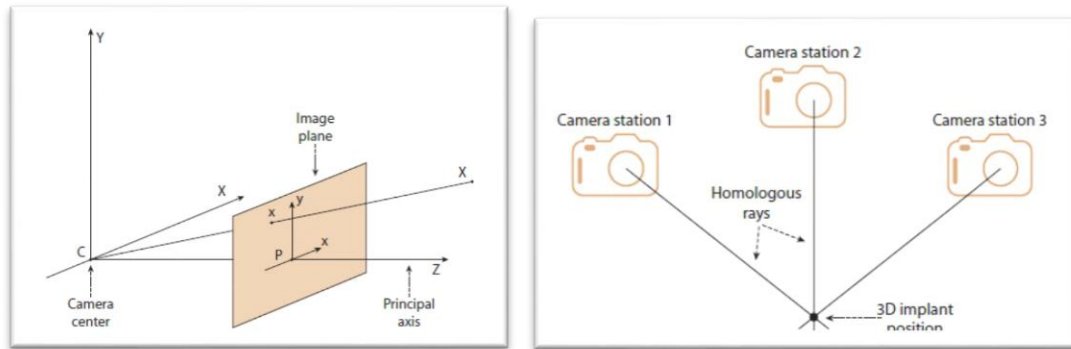 Y
Image
plane
X
X
x
y
x
C
P
Z
Camera
center
Principal
axis
Camera station 2
Camera station 1
Camera station 3
Homologous
rays
3D implant
position